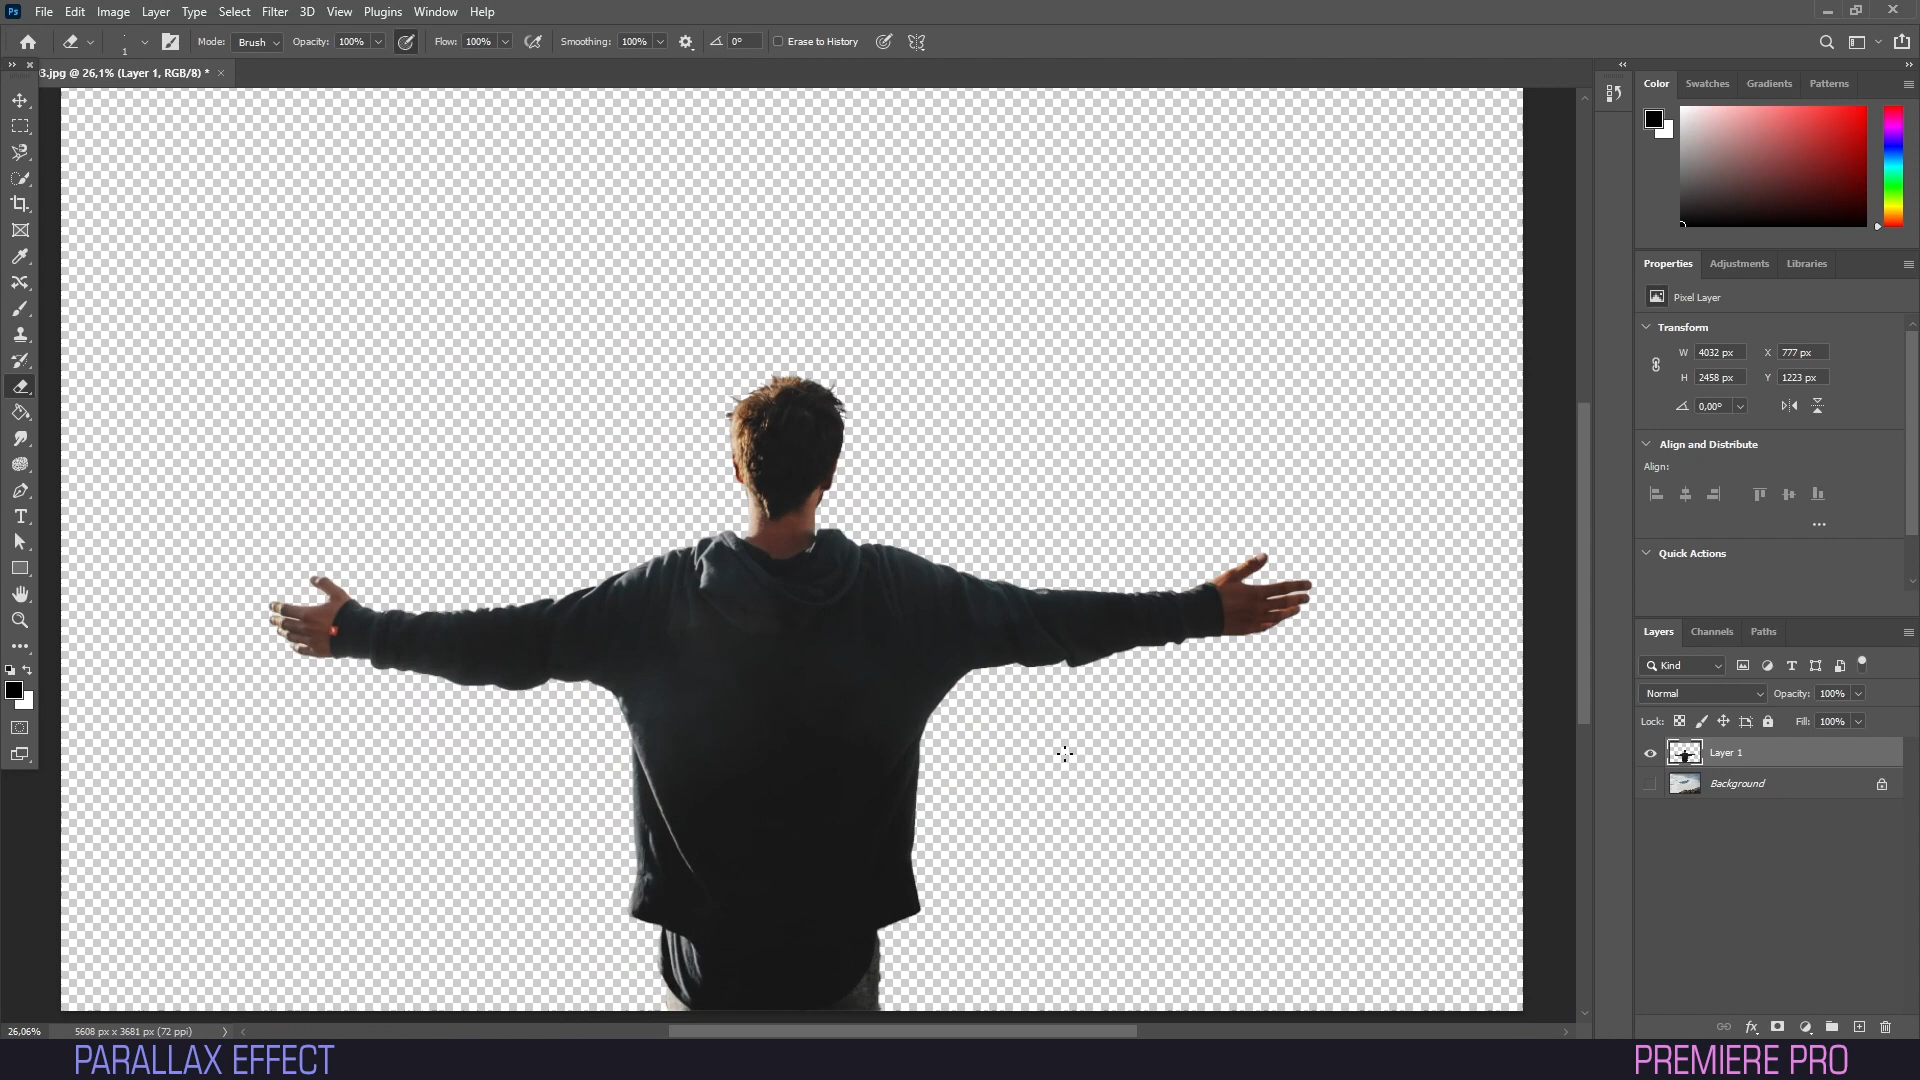 Ps File Edit Image Layer Type Select Filter 3D View Plugins Window Help
1 Mode: Brush Opacity: 100% Flow: 100% Smoothing: 100% 0° Erase to History
3.jpg @ 26,1% (Layer 1, RGB/8) *
Color Swatches Gradients Patterns
Properties Adjustments Libraries
Pixel Layer
Transform
W 4032 px X 777 px
H 2458 px Y 1223 px
0,00°
Align and Distribute
Align:
Quick Actions
Layers Channels Paths
Kind
Normal Opacity: 100%
Lock: Fill: 100%
Layer 1
Background
26,06% 5608 px x 3681 px (72 ppi)
PARALLAX EFFECT
PREMIERE PRO